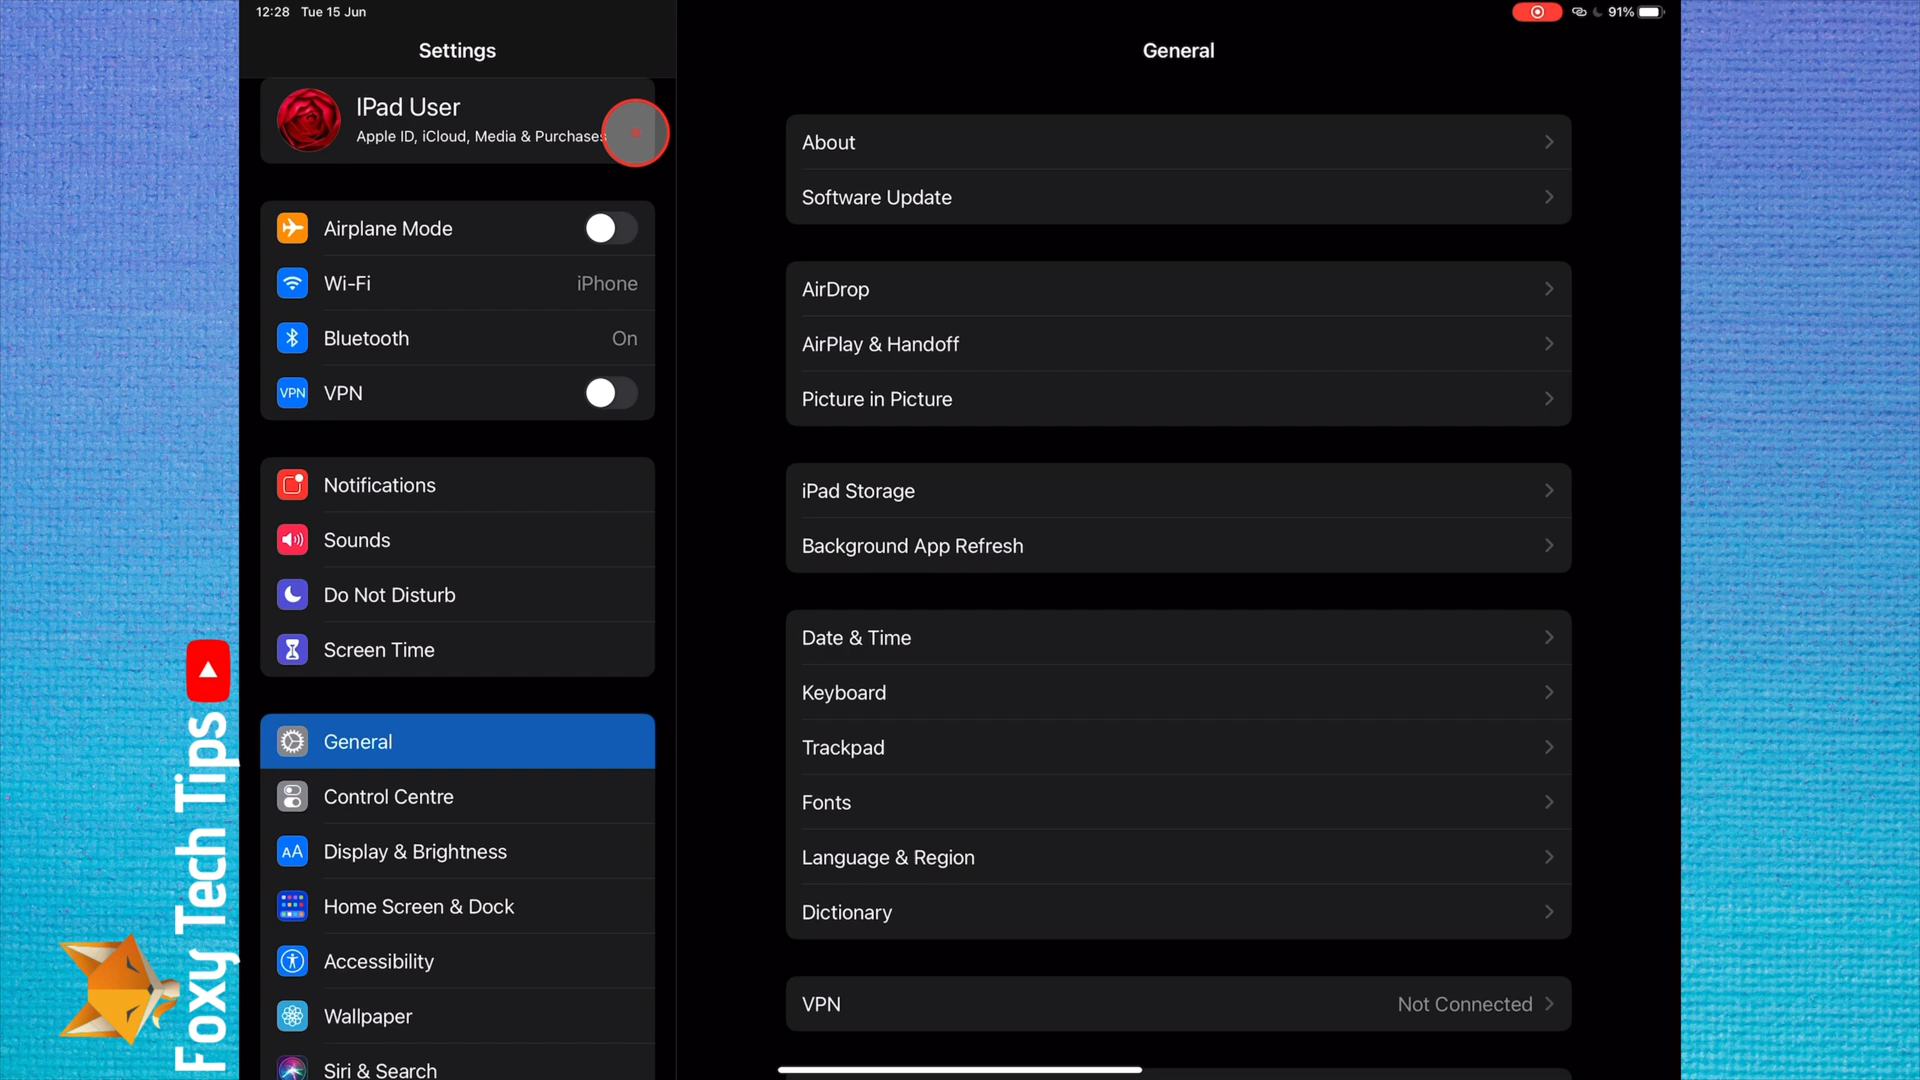 12:28 Tue 15 Jun
91%
Settings
General
IPad User
Apple ID, iCloud, Media & Purchases
Airplane Mode
Wi-Fi iPhone
Bluetooth On
VPN VPN
Notifications
Sounds
Do Not Disturb
Screen Time
General
Control Centre
AA Display & Brightness
Home Screen & Dock
Accessibility
Wallpaper
Siri & Search
About
Software Update
AirDrop
AirPlay & Handoff
Picture in Picture
iPad Storage
Background App Refresh
Date & Time
Keyboard
Trackpad
Fonts
Language & Region
Dictionary
VPN Not Connected
Foxy Tech Tips